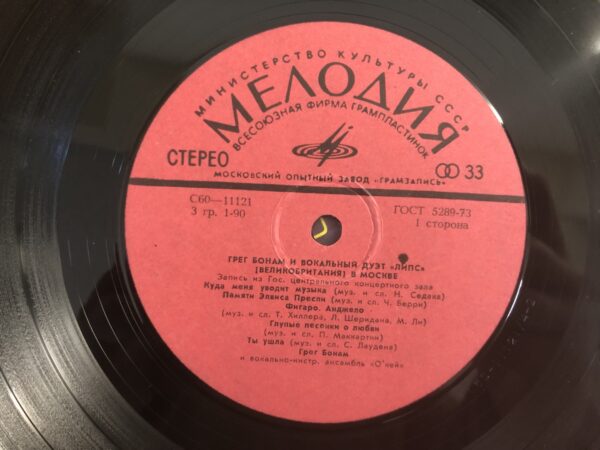 МИНИСТЕРСТВО КУЛЬТУРЫ СССР
МЕЛОДИЯ
ВСЕСОЮЗНАЯ ФИРМА ГРАМПЛАСТИНОК
СТЕРЕО
33
МОСКОВСКИЙ ОПЫТНЫЙ ЗАВОД «ГРАМЗАПИСЬ»
С60—11121
ГОСТ 5289-73
3 гр. 1-90
1 сторона
ГРЕГ БОНАМ И ВОКАЛЬНЫЙ ДУЭТ «ЛИПС»
(ВЕЛИКОБРИТАНИЯ) В МОСКВЕ
Запись из Гос. центрального концертного зала
Куда меня уводит музыка (муз. и сл. Н. Седака)
Памяти Элвиса Пресли (муз. и сл. Ч. Берри)
Фигаро. Анджело
(муз. и сл. Т. Хиллера, Л. Шеридана, М. Ли)
Глупые песенки о любви
(муз. и сл. П. Маккартни)
Ты ушла (муз. и сл. С. Лаудена)
Грег Бонам
и вокально-инстр. ансамбль «О'кей»